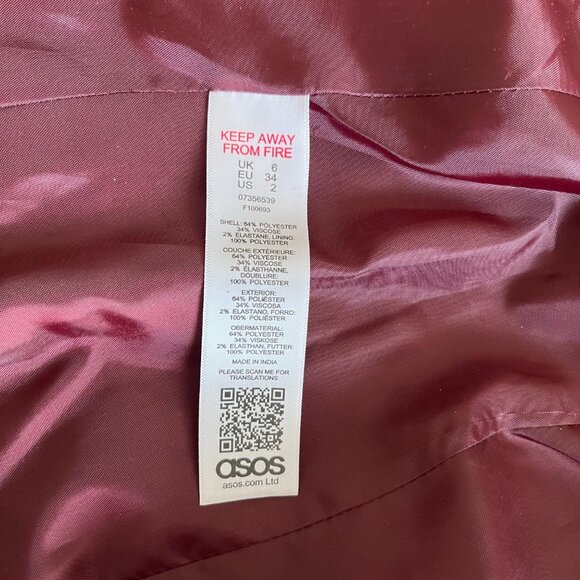 KEEP AWAY
FROM FIRE
UK 6
EU 34
US 2
07356539
F100693
SHELL: 64% POLYESTER
34% VISCOSE
2% ELASTANE, LINING
100% POLYESTER
COUCHE EXTÉRIEURE:
64% POLYESTER
34% VISCOSE
2% ÉLASTHANNE,
DOUBLURE:
100% POLYESTER
EXTERIOR:
64% POLIÉSTER
34% VISCOSA
2% ELASTANO, FORRO:
100% POLIÉSTER
OBERMATERIAL:
64% POLYESTER
34% VISKOSE
2% ELASTHAN, FUTTER:
100% POLYESTER
MADE IN INDIA
PLEASE SCAN ME FOR
TRANSLATIONS
asos
asos.com Ltd